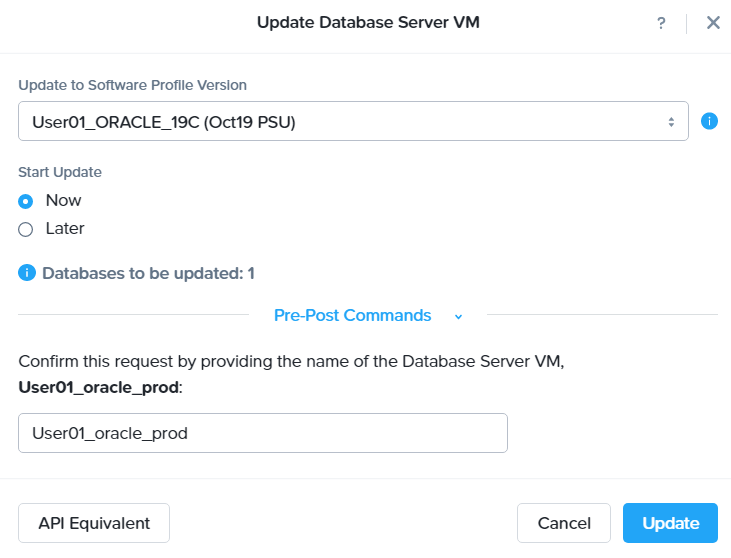 Update Database Server VM
?
Update to Software Profile Version
User01_ORACLE_19C (Oct19 PSU)
Start Update
Now
Later
Databases to be updated: 1
Pre-Post Commands
Confirm this request by providing the name of the Database Server VM,
User01_oracle_prod:
User01_oracle_prod
API Equivalent
Cancel
Update